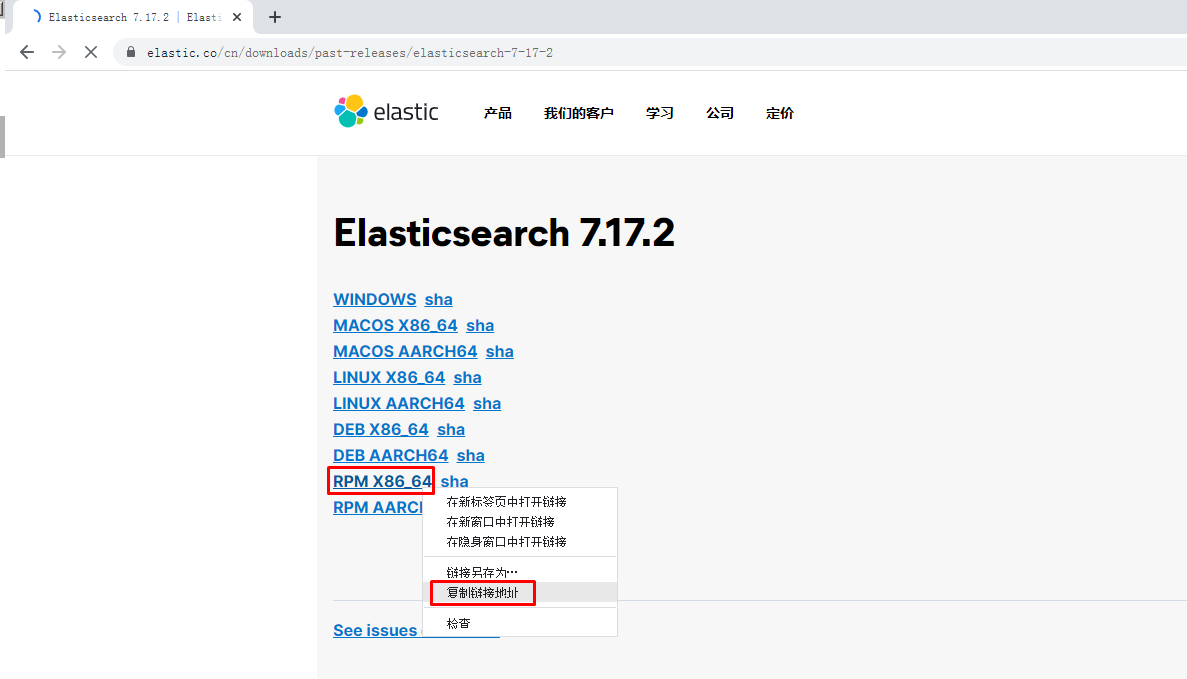 Elasticsearch 7.17.2 | Elasti
elastic.co/cn/downloads/past-releases/elasticsearch-7-17-2
elastic 产品 我们的客户 学习 公司 定价
Elasticsearch 7.17.2
WINDOWS sha
MACOS X86_64 sha
MACOS AARCH64 sha
LINUX X86_64 sha
LINUX AARCH64 sha
DEB X86_64 sha
DEB AARCH64 sha
RPM X86_64 sha
RPM AARCH
在新标签页中打开链接
在新窗口中打开链接
在隐身窗口中打开链接
链接另存为…
复制链接地址
检查
See issues